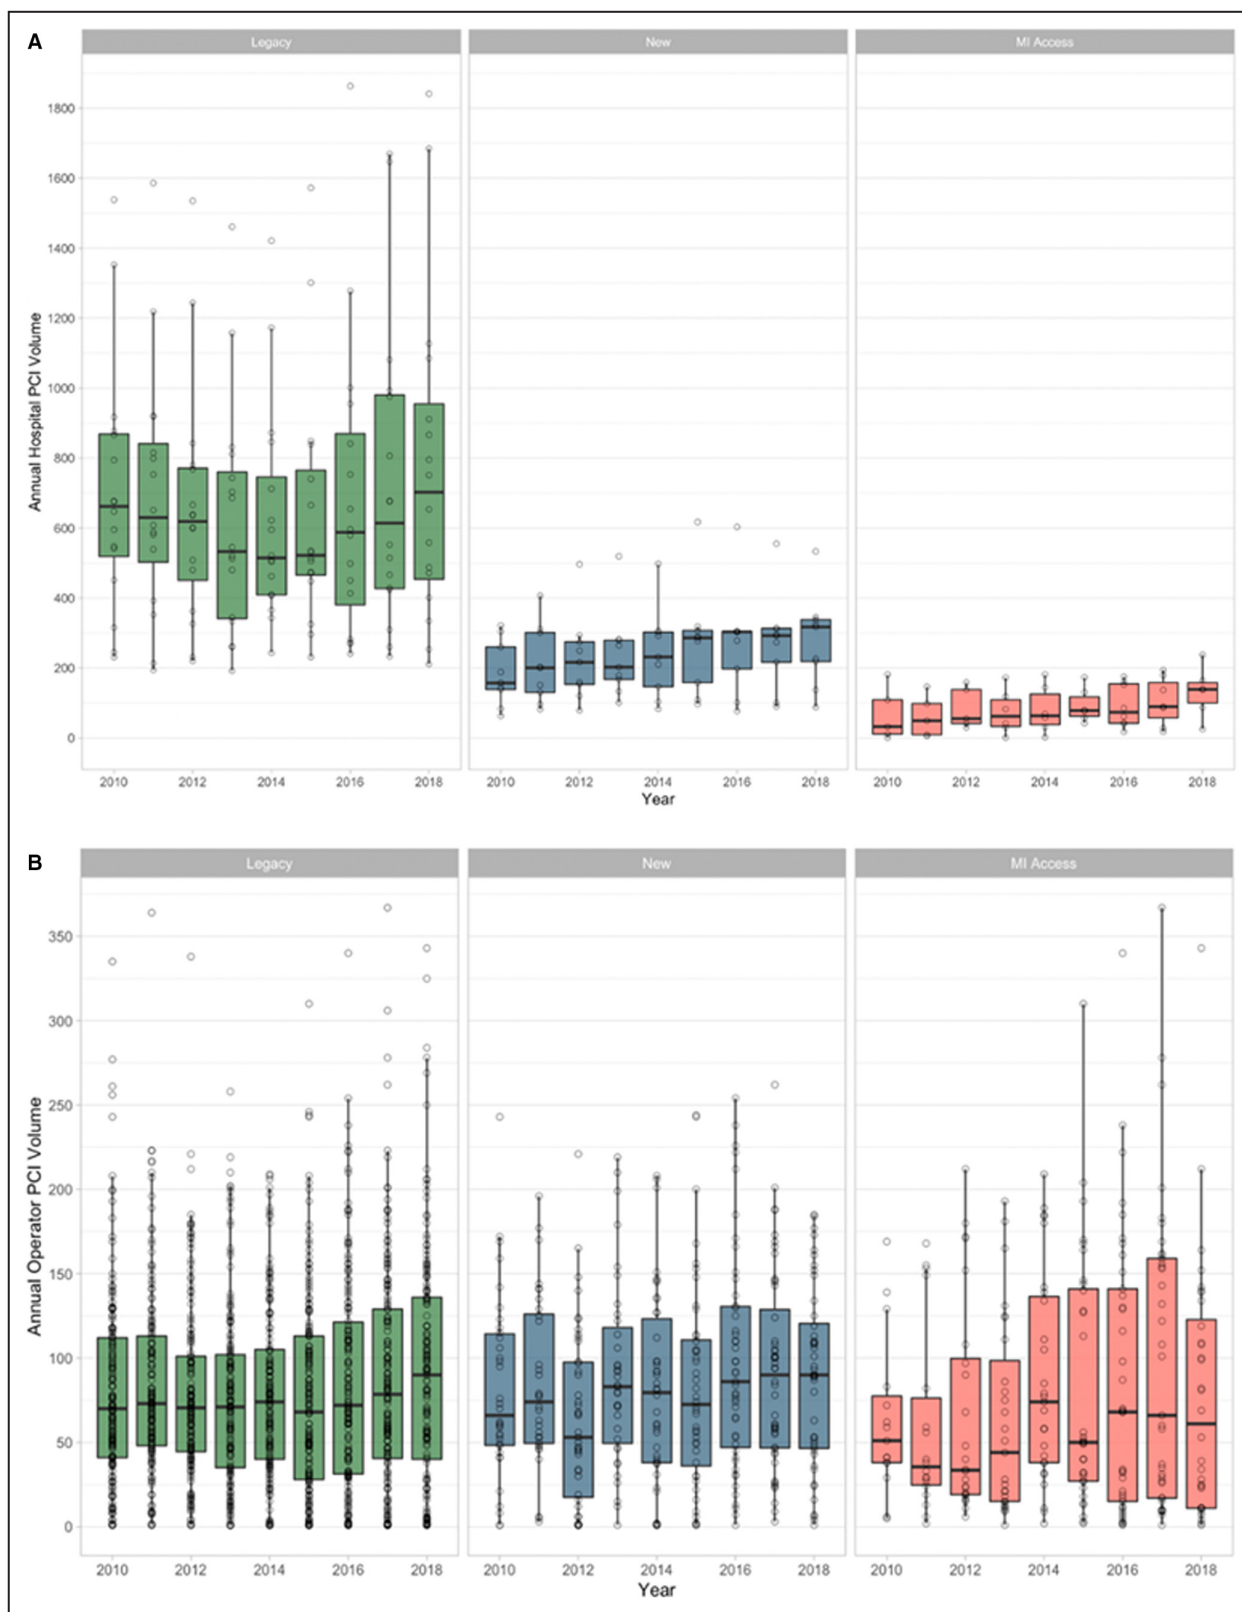 A
Legacy New MI Access
Annual Hospital PCI Volume
1800
1600
1400
1200
1000
800
600
400
200
0
2010 2012 2014 2016 2018 2010 2012 2014 2016 2018 2010 2012 2014 2016 2018
Year
B
Legacy New MI Access
Annual Operator PCI Volume
350
300
250
200
150
100
50
0
2010 2012 2014 2016 2018 2010 2012 2014 2016 2018 2010 2012 2014 2016 2018
Year